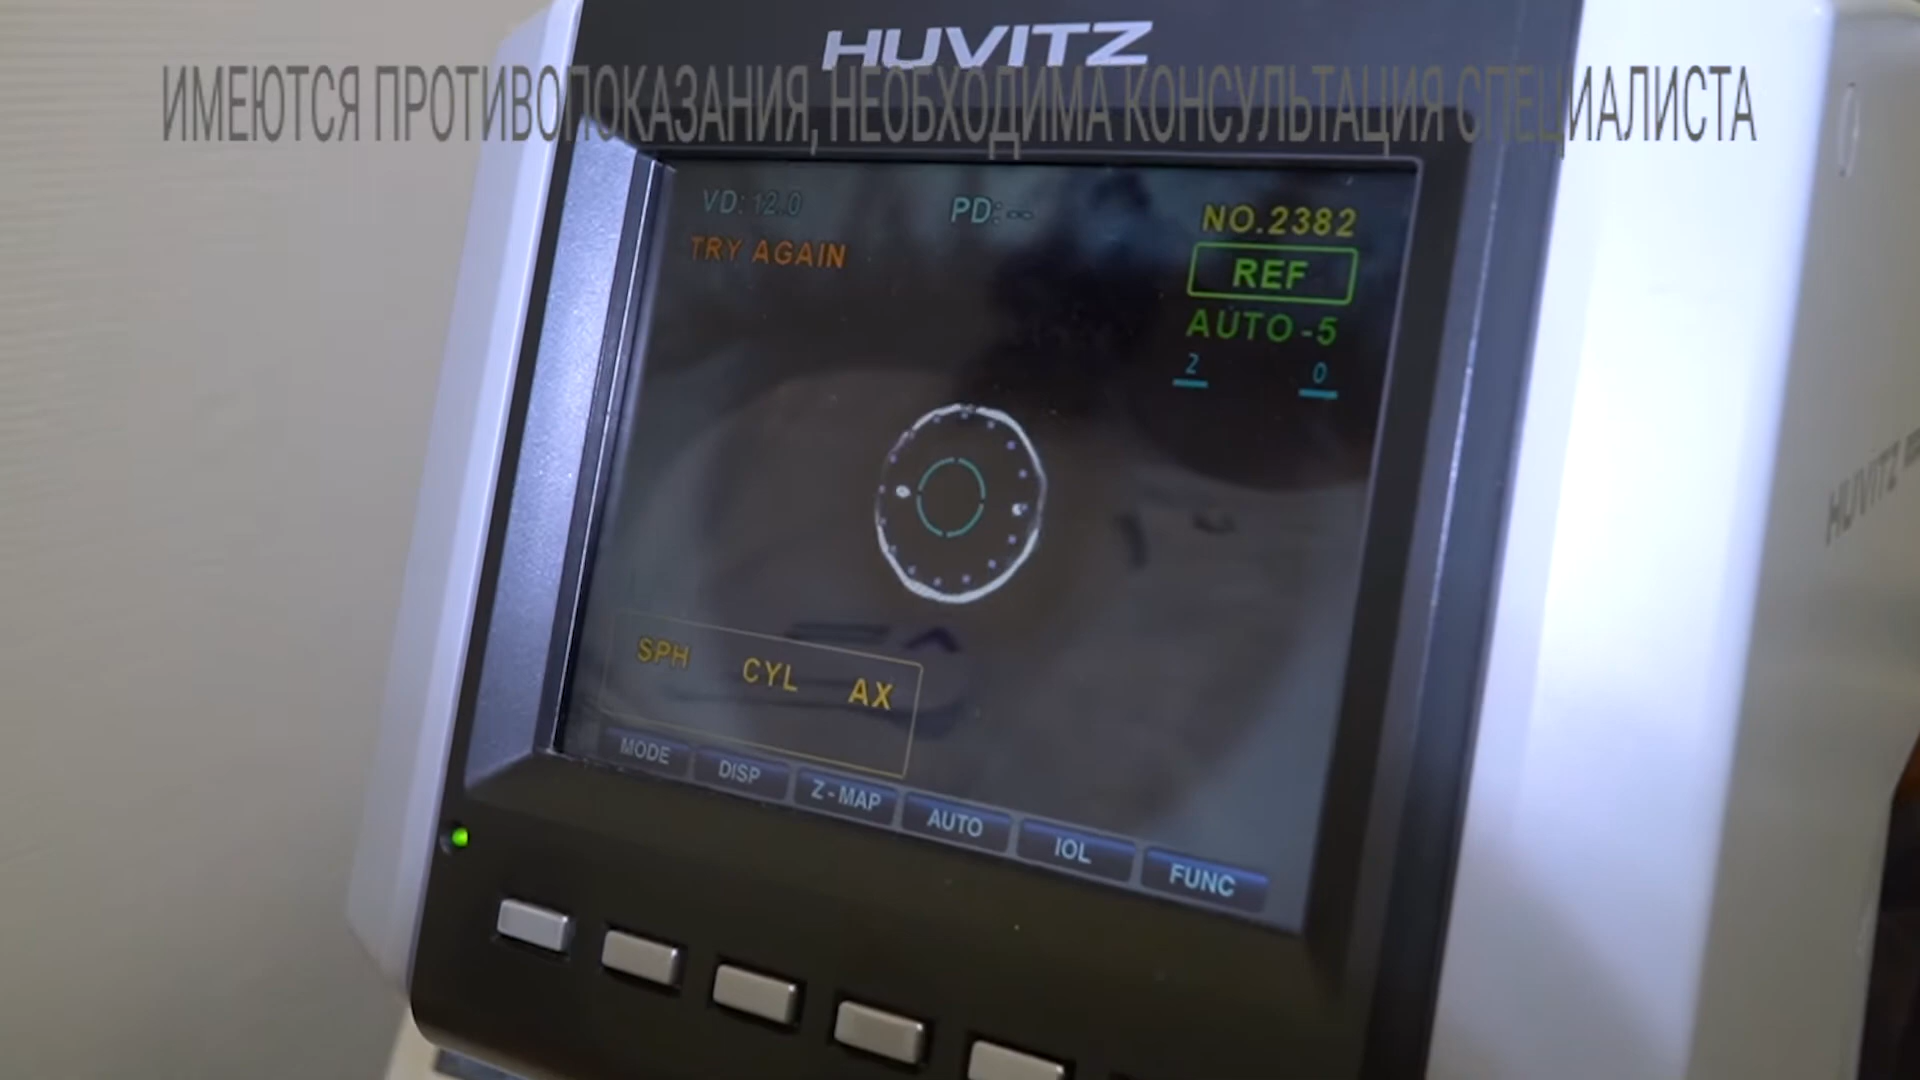 HUVITZ
ИМЕЮТСЯ ПРОТИВОПОКАЗАНИЯ, НЕОБХОДИМА КОНСУЛЬТАЦИЯ СПЕЦИАЛИСТА
VD: 12.0
PD: --
NO.2382
TRY AGAIN
REF
AUTO-5
2 0
SPH CYL AX
MODE DISP Z-MAP AUTO IOL FUNC
HUVITZ